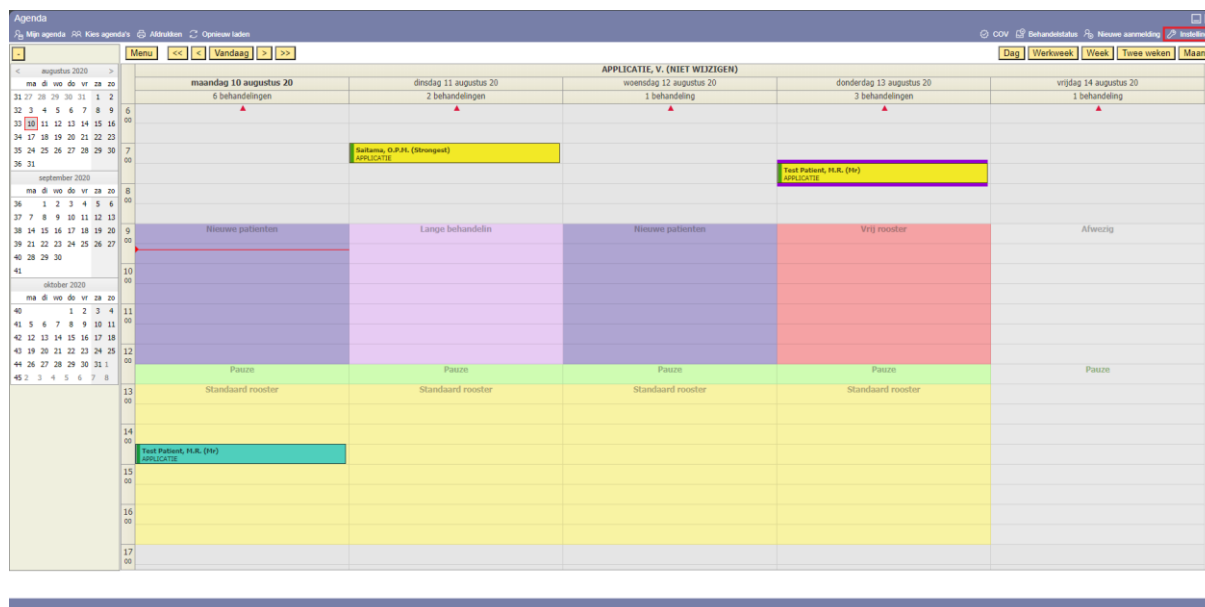 Agenda
Mijn agenda Kies agenda's Afdrukken Opnieuw laden COV Behandelstatus Nieuwe aanmelding Instellin
- Menu << < Vandaag > >> Dag Werkweek Week Twee weken Maan
< augustus 2020 >
ma di wo do vr za zo
31 27 28 29 30 31 1 2
32 3 4 5 6 7 8 9
33 10 11 12 13 14 15 16
34 17 18 19 20 21 22 23
35 24 25 26 27 28 29 30
36 31
september 2020
ma di wo do vr za zo
36 1 2 3 4 5 6
37 7 8 9 10 11 12 13
38 14 15 16 17 18 19 20
39 21 22 23 24 25 26 27
40 28 29 30
41
oktober 2020
ma di wo do vr za zo
40 1 2 3 4
41 5 6 7 8 9 10 11
42 12 13 14 15 16 17 18
43 19 20 21 22 23 24 25
44 26 27 28 29 30 31 1
45 2 3 4 5 6 7 8
APPLICATIE, V. (NIET WIJZIGEN)
maandag 10 augustus 20 dinsdag 11 augustus 20 woensdag 12 augustus 20 donderdag 13 augustus 20 vrijdag 14 augustus 20
6 behandelingen 2 behandelingen 1 behandeling 3 behandelingen 1 behandeling
6 00
7 00
Saitama, O.P.M. (Strongest)
APPLICATIE
Test Patient, M.R. (Mr)
APPLICATIE
8 00
9 00
Nieuwe patienten Lange behandelin Nieuwe patienten Vrij rooster Afwezig
10 00
11 00
12 00
Pauze Pauze Pauze Pauze Pauze
13 00
Standaard rooster Standaard rooster Standaard rooster Standaard rooster
14 00
Test Patient, M.R. (Mr)
APPLICATIE
15 00
16 00
17 00